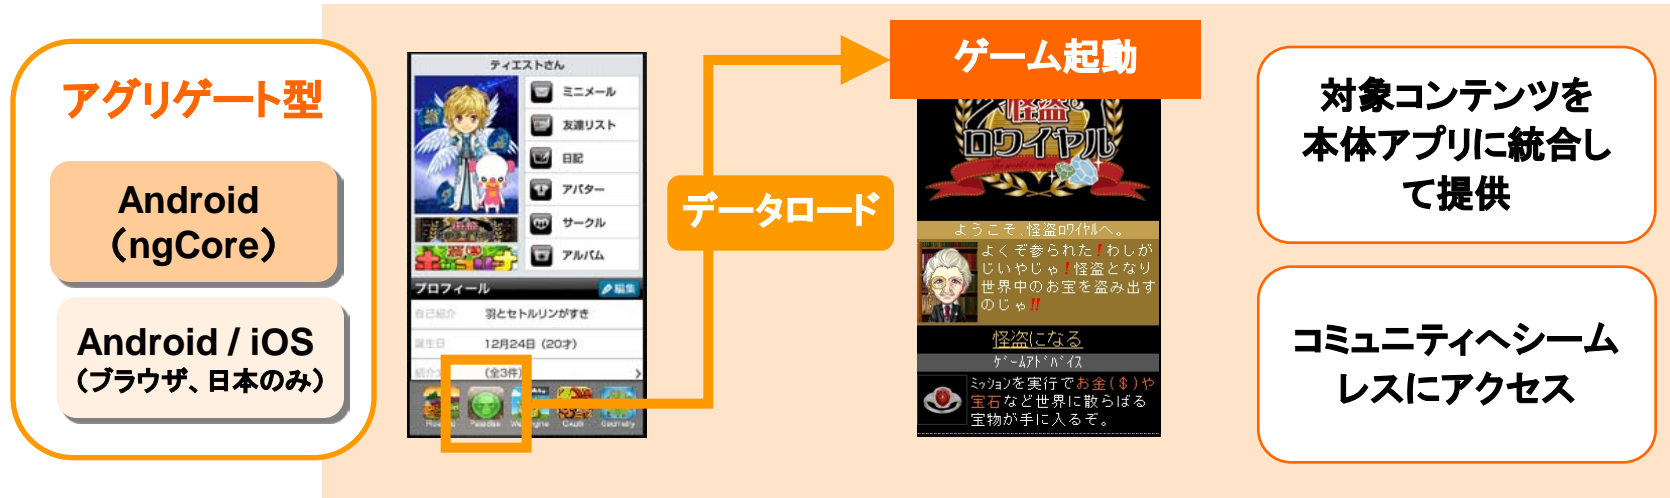 アグリゲート型
Android
（ngCore）
Android / iOS
（ブラウザ、日本のみ）
ティエストさん
ミニメール
友達リスト
日記
アバター
サークル
アルバム
プロフィール
編集
自己紹介
羽とセトルリンがすき
誕生日
12月24日（20才）
（全3件）
Paradise
Geometry
データロード
ゲーム起動
怪盗
ロワイヤル
ようこそ、怪盗ﾛﾜｲﾔﾙへ。
よくぞ参られた！わしが
じいやじゃ！怪盗となり
世界中のお宝を盗み出す
のじゃ!!
怪盗になる
ｹﾞｰﾑｱﾄﾞﾊﾞｲｽ
ﾐｯｼｮﾝを実行でお金($)や
宝石など世界に散らばる
宝物が手に入るぞ。
対象コンテンツを
本体アプリに統合し
て提供
コミュニティへシーム
レスにアクセス